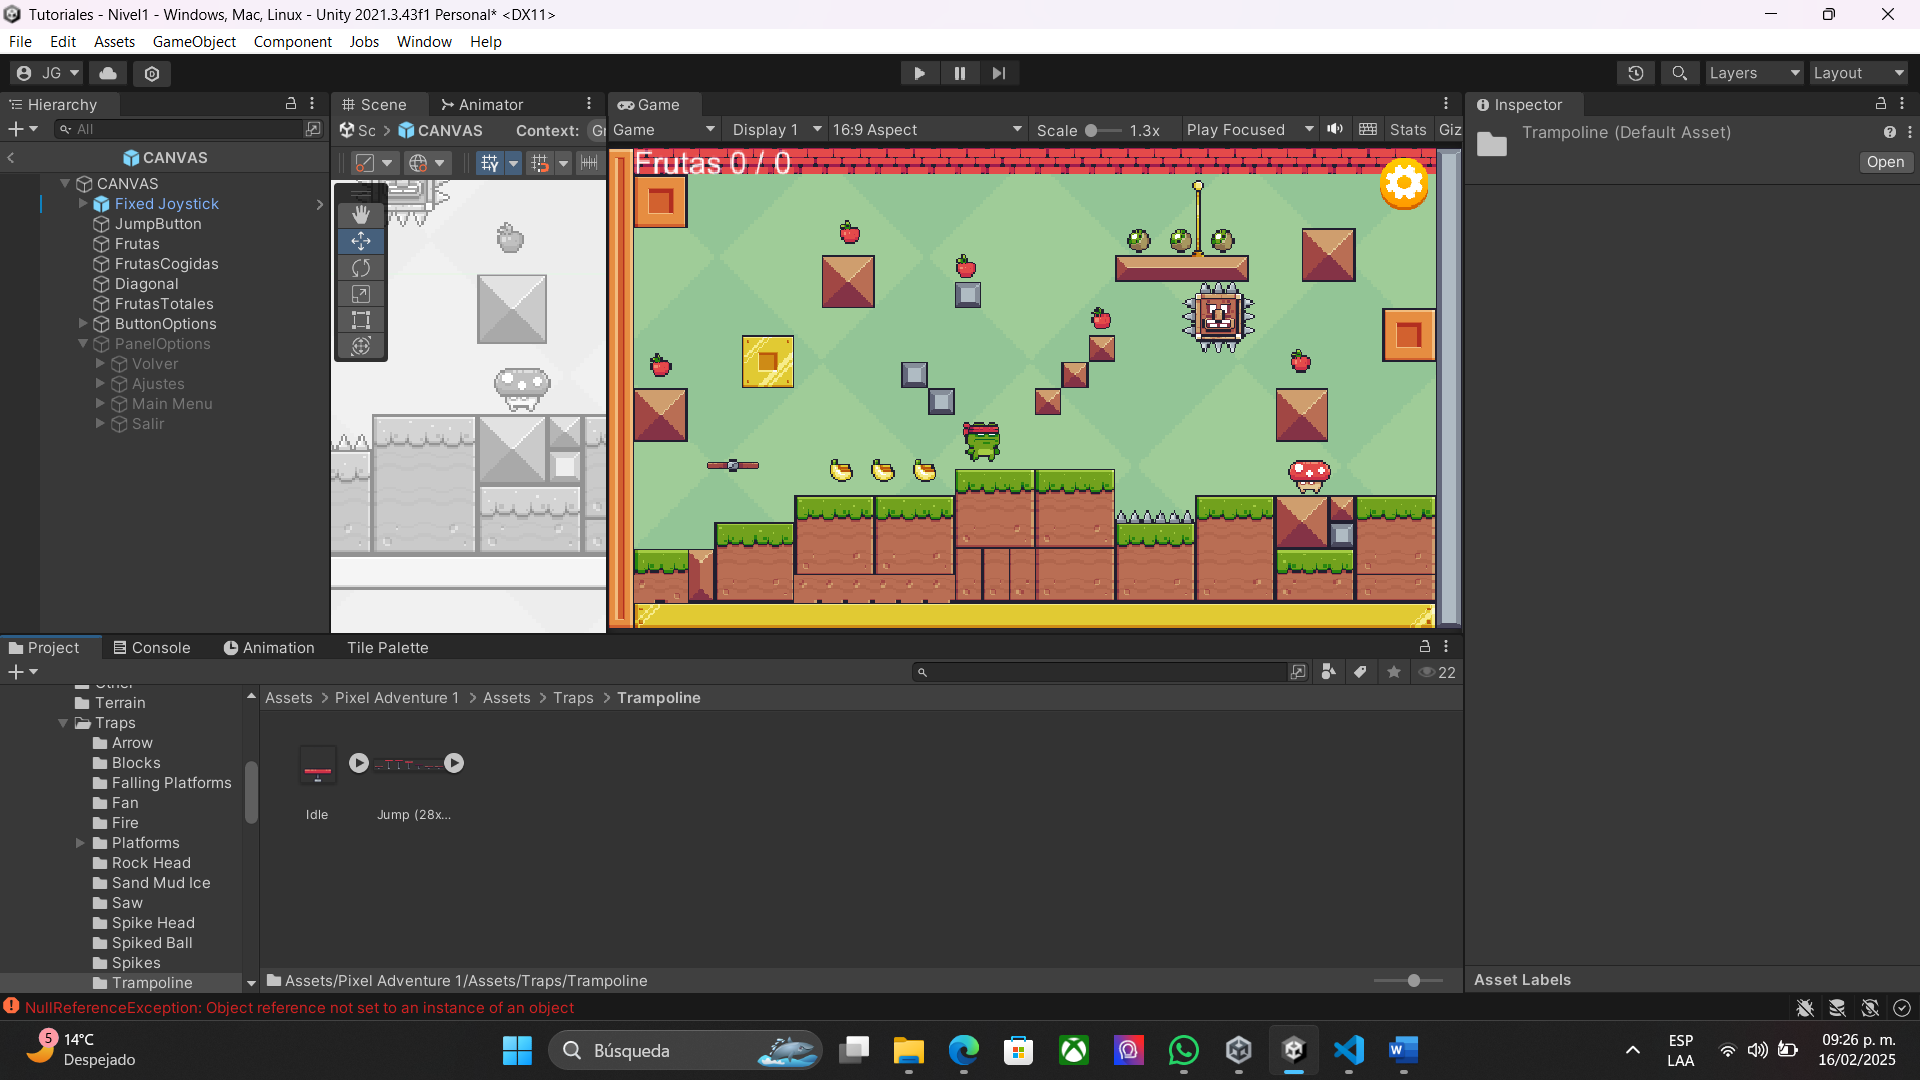 Tutoriales - Nivel1 - Windows, Mac, Linux - Unity 2021.3.43f1 Personal* <DX11>
File Edit Assets GameObject Component Jobs Window Help
JG
Layers
Layout
Hierarchy
Scene
Animator
Game
Inspector
All
Sc
CANVAS
Context:
Game
Display 1
16:9 Aspect
Scale
1.3x
Play Focused
Stats
Giz
Trampoline (Default Asset)
Open
CANVAS
CANVAS
Fixed Joystick
JumpButton
Frutas
FrutasCogidas
Diagonal
FrutasTotales
ButtonOptions
PanelOptions
Volver
Ajustes
Main Menu
Salir
Frutas 0 / 0
Project
Console
Animation
Tile Palette
22
Terrain
Traps
Arrow
Blocks
Falling Platforms
Fan
Fire
Platforms
Rock Head
Sand Mud Ice
Saw
Spike Head
Spiked Ball
Spikes
Trampoline
Assets > Pixel Adventure 1 > Assets > Traps > Trampoline
Idle
Jump (28x...
Assets/Pixel Adventure 1/Assets/Traps/Trampoline
Asset Labels
NullReferenceException: Object reference not set to an instance of an object
5
14°C
Despejado
Búsqueda
ESP
LAA
09:26 p. m.
16/02/2025